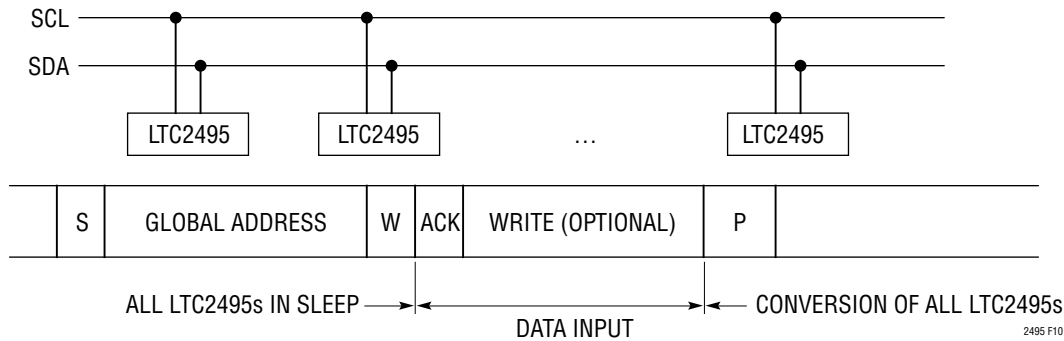 SCL
SDA
LTC2495 LTC2495 ... LTC2495
S GLOBAL ADDRESS W ACK WRITE (OPTIONAL) P
ALL LTC2495s IN SLEEP DATA INPUT CONVERSION OF ALL LTC2495s
2495 F10